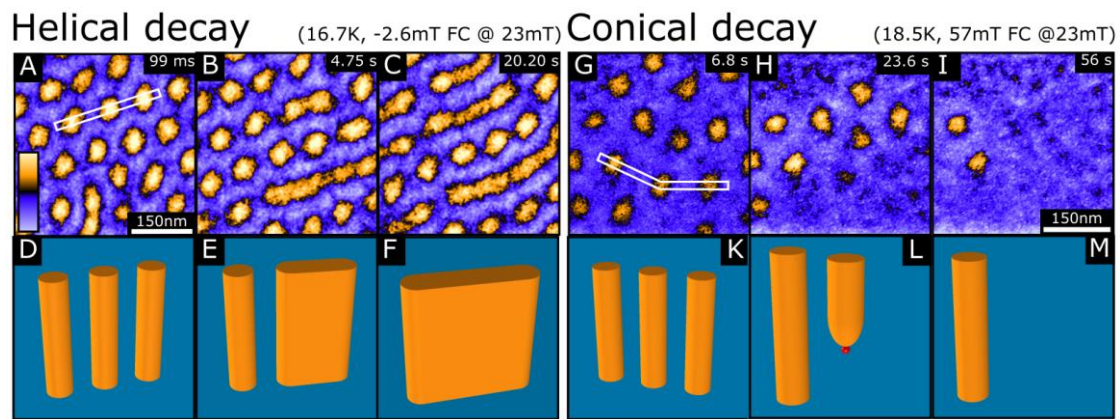 Helical decay (16.7K, -2.6mT FC @ 23mT)
Conical decay (18.5K, 57mT FC @23mT)
A 99 ms B 4.75 s C 20.20 s
G 6.8 s H 23.6 s I 56 s
150nm
150nm
D E F
K L M